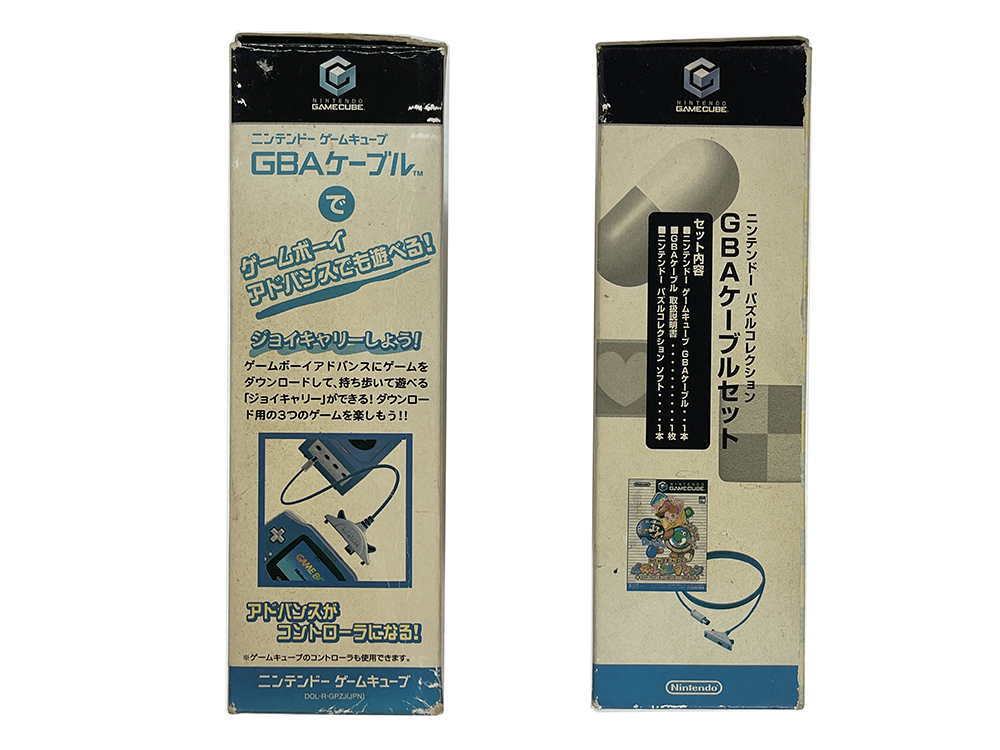 NINTENDO
GAMECUBE
ニンテンドー ゲームキューブ
GBAケーブル™
で
ゲームボーイ
アドバンスでも遊べる!
ジョイキャリーしよう!
ゲームボーイアドバンスにゲームを
ダウンロードして、持ち歩いて遊べる
「ジョイキャリー」ができる! ダウンロー
ド用の3つのゲームを楽しもう!!
GAME BO
アドバンスが
コントローラになる!
※ゲームキューブのコントローラも使用できます。
ニンテンドー ゲームキューブ
DOL-R-GPZJ(JPN)
NINTENDO
GAMECUBE
ニンテンドー パズルコレクション
GBAケーブルセット
セット内容
■ニンテンドー ゲームキューブ GBAケーブル・・1本
■GBAケーブル 取扱説明書・・・・・・・・・1枚
■ニンテンドー パズルコレクション ソフト・・・・・1本
Nintendo
NINTENDO
GAMECUBE
Nintendo